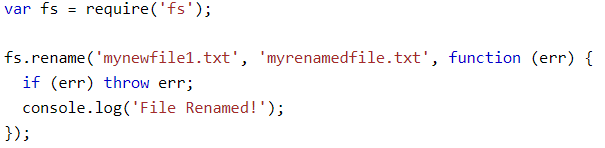 var fs = require('fs');

fs.rename('mynewfile1.txt', 'myrenamedfile.txt', function (err) {
  if (err) throw err;
  console.log('File Renamed!');
});